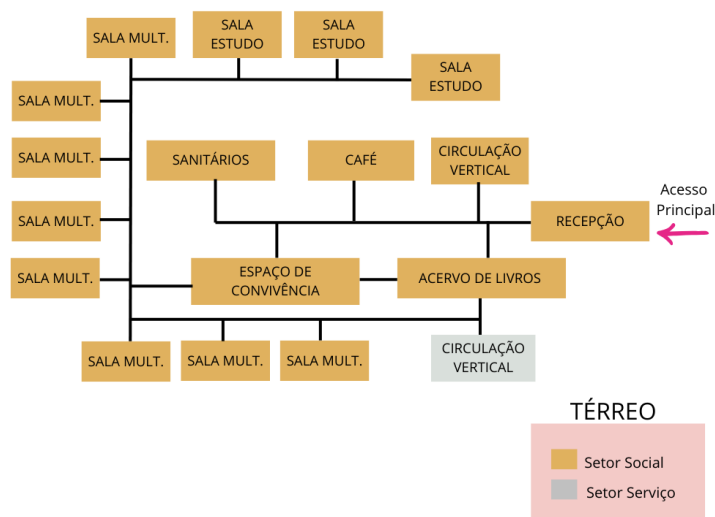 SALA MULT.
SALA
ESTUDO
SALA
ESTUDO
SALA
ESTUDO
SALA MULT.
SALA MULT.
SANITÁRIOS
CAFÉ
CIRCULAÇÃO
VERTICAL
Acesso
Principal
SALA MULT.
RECEPÇÃO
SALA MULT.
ESPAÇO DE
CONVIVÊNCIA
ACERVO DE LIVROS
SALA MULT.
SALA MULT.
SALA MULT.
CIRCULAÇÃO
VERTICAL
TÉRREO
Setor Social
Setor Serviço